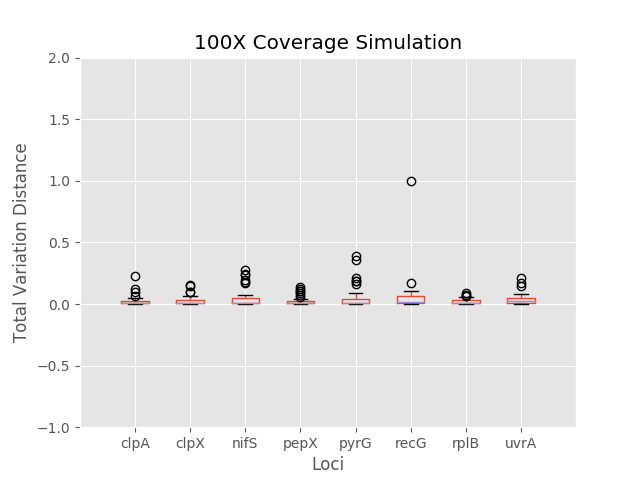 100X Coverage Simulation
Total Variation Distance
2.0
1.5
1.0
0.5
0.0
−0.5
−1.0
clpA clpX nifS pepX pyrG recG rplB uvrA
Loci